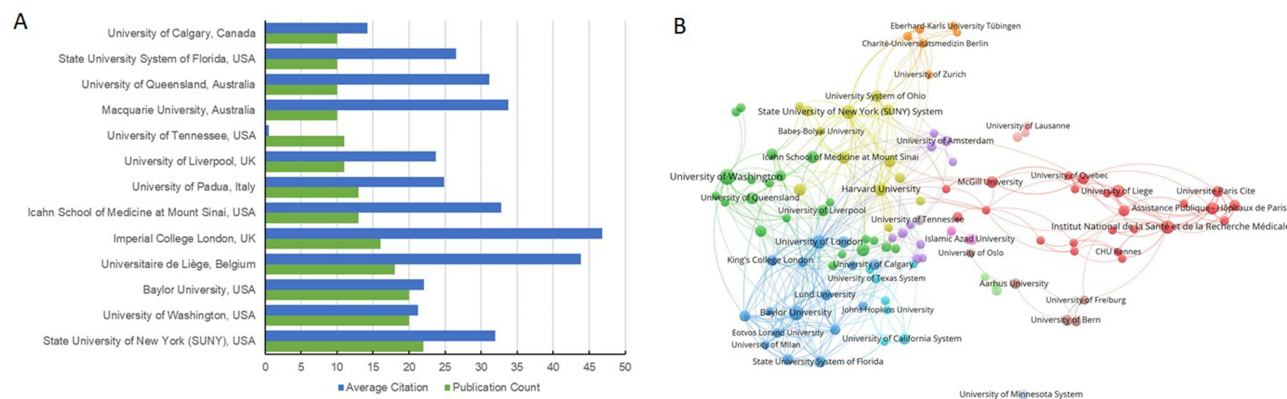 A
University of Calgary, Canada
State University System of Florida, USA
University of Queensland, Australia
Macquarie University, Australia
University of Tennessee, USA
University of Liverpool, UK
University of Padua, Italy
Icahn School of Medicine at Mount Sinai, USA
Imperial College London, UK
Universitaire de Liège, Belgium
Baylor University, USA
University of Washington, USA
State University of New York (SUNY), USA
0 5 10 15 20 25 30 35 40 45 50
Average Citation Publication Count
B
Eberhard-Karls University Tübingen
Charité-Universitätsmedizin Berlin
University of Zurich
University System of Ohio
State University of New York (SUNY) System
Babes-Bolyai University
University of Lausanne
University of Amsterdam
Icahn School of Medicine at Mount Sinai
University of Washington
University of Queensland
Harvard University
McGill University
University of Quebec
University of Liege
Universite Paris Cite
University of Liverpool
Assistance Publique - Hôpitaux de Paris
University of Tennessee
Institut National de la Santé et de la Recherche Médicale
University of London
Islamic Azad University
King's College London
University of Calgary
University of Oslo
CHU Rennes
University of Texas System
Aarhus University
Lund University
Johns Hopkins University
University of Freiburg
Baylor University
University of Bern
Eotvos Lorand University
University of California System
University of Milan
State University System of Florida
University of Minnesota System